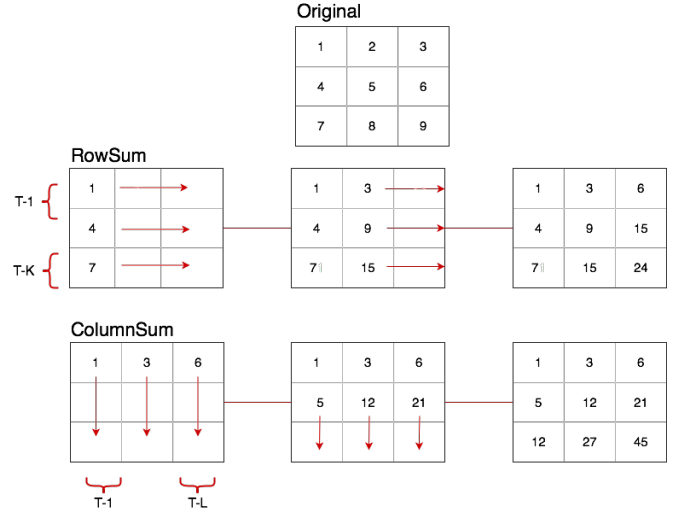 Original
1 2 3
4 5 6
7 8 9
RowSum
1 1 3 1 3 6
T-1
4 4 9 4 9 15
T-K 7 7 15 7 15 24
ColumnSum
1 3 6 1 3 6 1 3 6
5 12 21 5 12 21
12 27 45
T-1 T-L